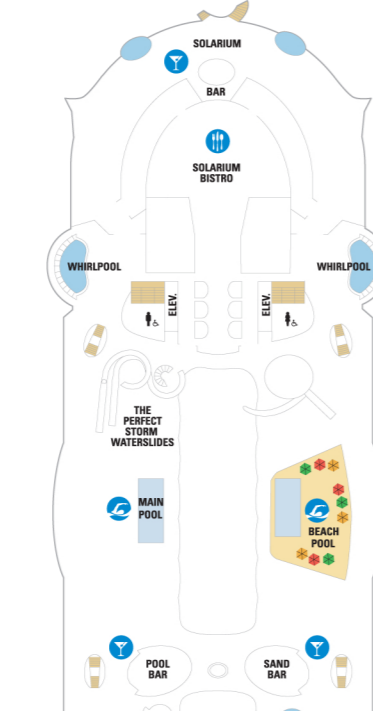 SOLARIUM
BAR
SOLARIUM
BISTRO
WHIRLPOOL
WHIRLPOOL
ELEV.
ELEV.
THE
PERFECT
STORM
WATERSLIDES
MAIN
POOL
BEACH
POOL
POOL
BAR
SAND
BAR